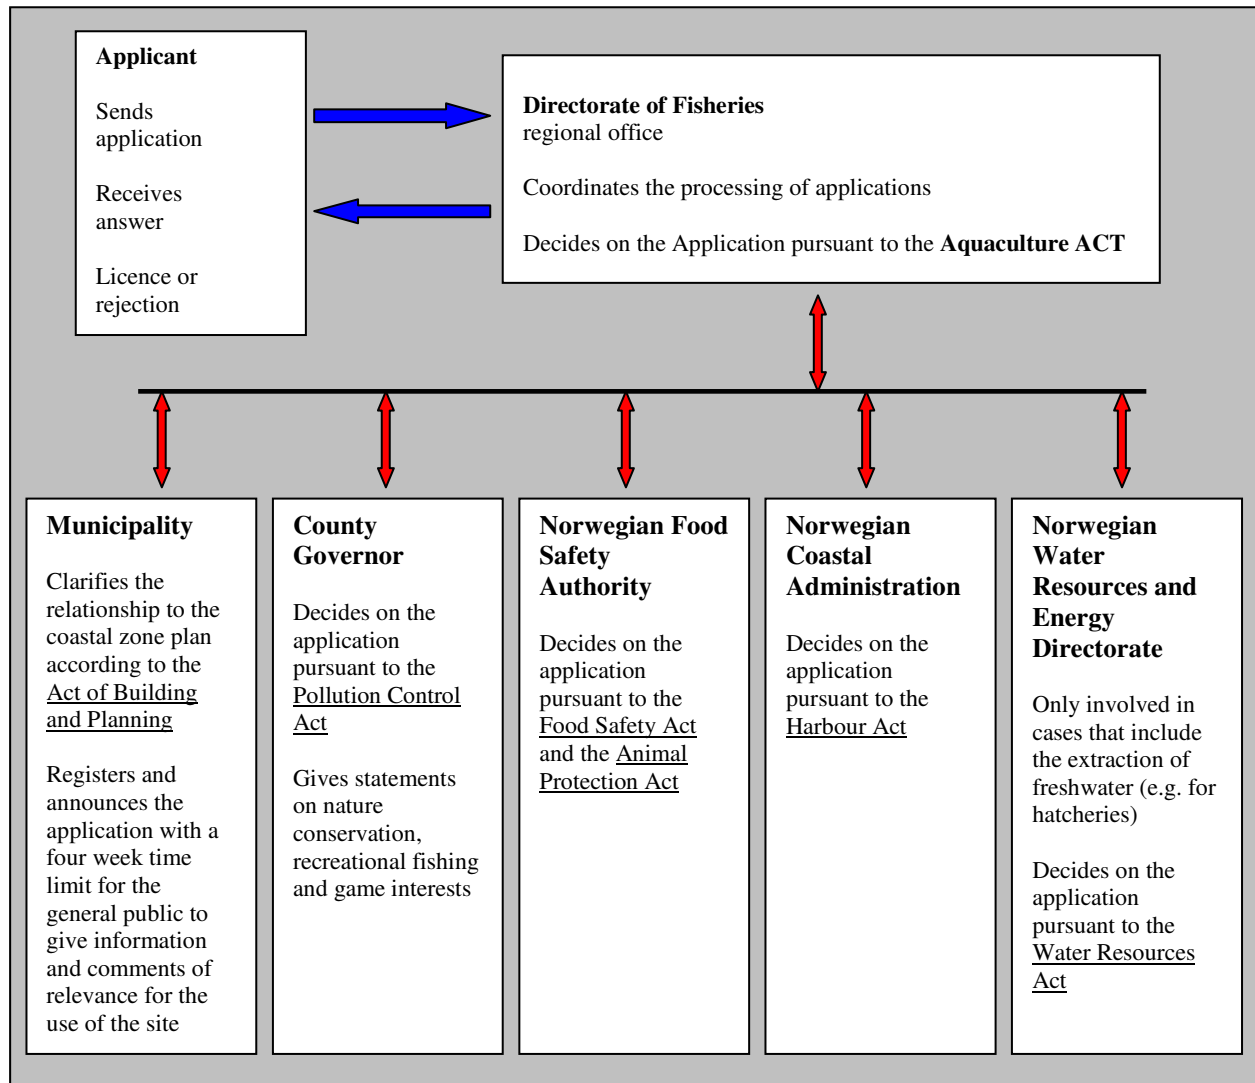 Applicant
Sends
application
Receives
answer
Licence or
rejection
Directorate of Fisheries
regional office
Coordinates the processing of applications
Decides on the Application pursuant to the Aquaculture ACT
Municipality
Clarifies the
relationship to the
coastal zone plan
according to the
Act of Building
and Planning
Registers and
announces the
application with a
four week time
limit for the
general public to
give information
and comments of
relevance for the
use of the site
County
Governor
Decides on the
application
pursuant to the
Pollution Control
Act
Gives statements
on nature
conservation,
recreational fishing
and game interests
Norwegian Food
Safety
Authority
Decides on the
application
pursuant to the
Food Safety Act
and the Animal
Protection Act
Norwegian
Coastal
Administration
Decides on the
application
pursuant to the
Harbour Act
Norwegian
Water
Resources and
Energy
Directorate
Only involved in
cases that include
the extraction of
freshwater (e.g. for
hatcheries)
Decides on the
application
pursuant to the
Water Resources
Act